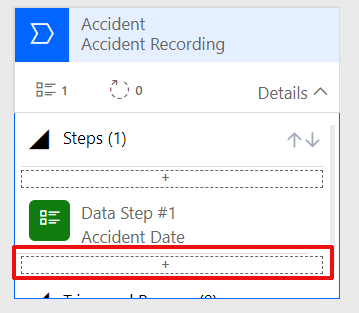 Accident
Accident Recording
1
0
Details
Steps (1)
+
Data Step #1
Accident Date
+